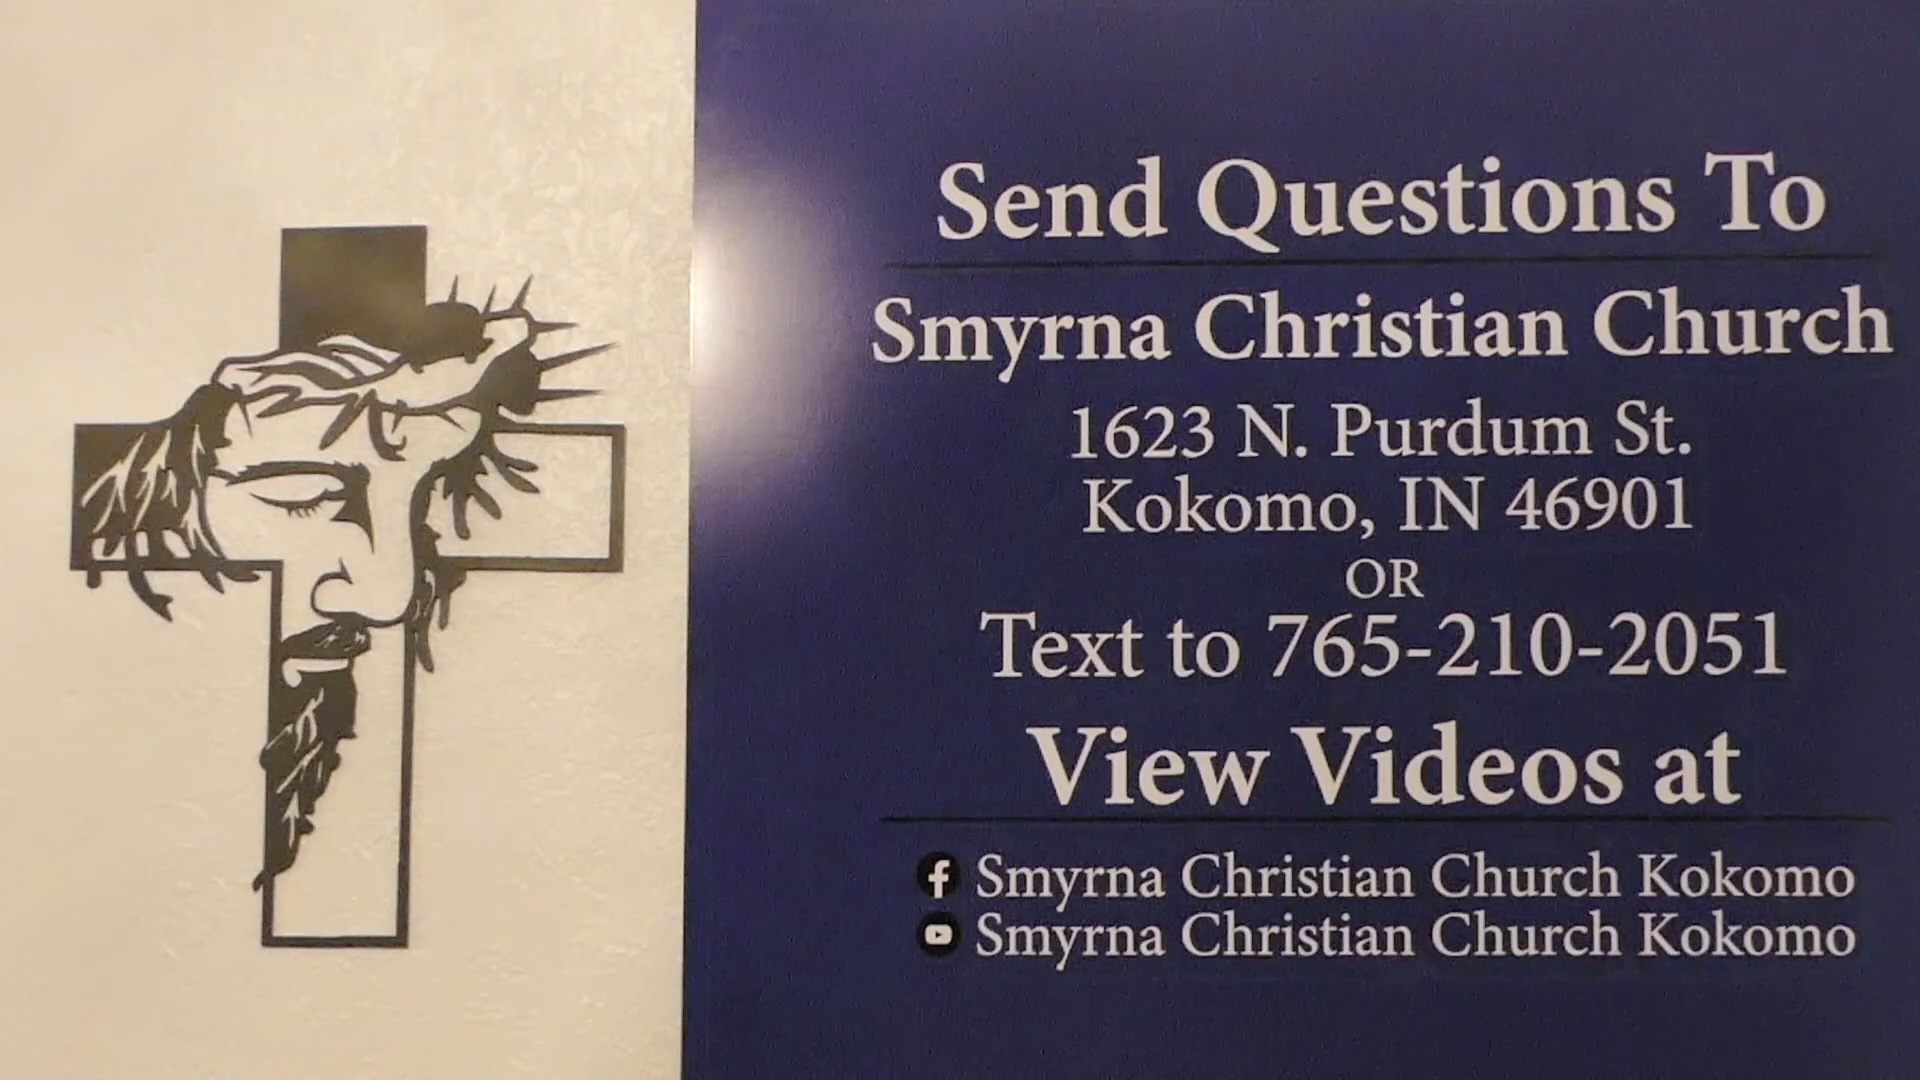 Send Questions To
Smyrna Christian Church
1623 N. Purdum St.
Kokomo, IN 46901
OR
Text to 765-210-2051
View Videos at
Smyrna Christian Church Kokomo
Smyrna Christian Church Kokomo